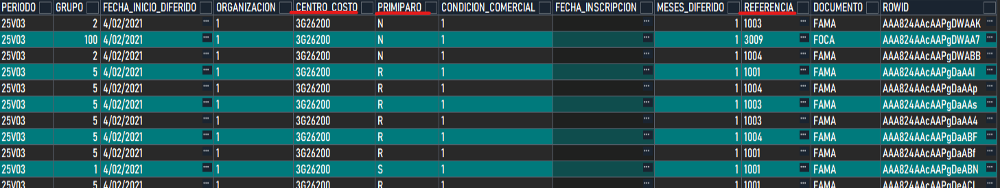 PERIODO GRUPO FECHA_INICIO_DIFERIDO ORGANIZACION CENTRO_COSTO PRIMIPARO CONDICION_COMERCIAL FECHA_INSCRIPCION MESES_DIFERIDO REFERENCIA DOCUMENTO ROWID
25V03 2 4/02/2021 ... 1 3G26200 N 1 ... 1 1003 ... FAMA AAA824AAcAAPgDWAAK ...
25V03 100 4/02/2021 ... 1 3G26200 N 1 ... 1 3009 ... FOCA AAA824AAcAAPgDWAA7 ...
25V03 2 4/02/2021 ... 1 3G26200 N 1 ... 1 1004 ... FAMA AAA824AAcAAPgDWABB ...
25V03 5 4/02/2021 ... 1 3G26200 R 1 ... 1 1001 ... FAMA AAA824AAcAAPgDaAAI ...
25V03 5 4/02/2021 ... 1 3G26200 R 1 ... 1 1004 ... FAMA AAA824AAcAAPgDaAAp ...
25V03 5 4/02/2021 ... 1 3G26200 R 1 ... 1 1003 ... FAMA AAA824AAcAAPgDaAAs ...
25V03 5 4/02/2021 ... 1 3G26200 R 1 ... 1 1003 ... FAMA AAA824AAcAAPgDaAA4 ...
25V03 5 4/02/2021 ... 1 3G26200 R 1 ... 1 1004 ... FAMA AAA824AAcAAPgDaABF ...
25V03 5 4/02/2021 ... 1 3G26200 R 1 ... 1 1001 ... FAMA AAA824AAcAAPgDaABf ...
25V03 1 4/02/2021 ... 1 3G26200 S 1 ... 1 1001 ... FAMA AAA824AAcAAPgDeABN ...
25V03 5 4/02/2021 ... 1 3G26200 R 1 ... 1 1001 ... FAMA